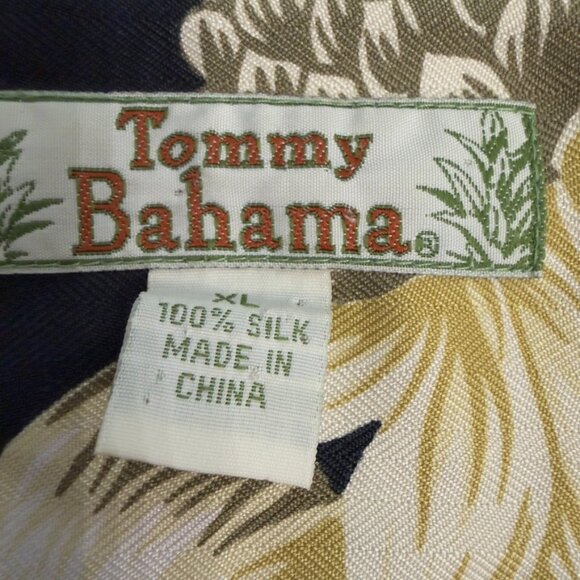 Tommy
Bahama®
XL
100% SILK
MADE IN
CHINA